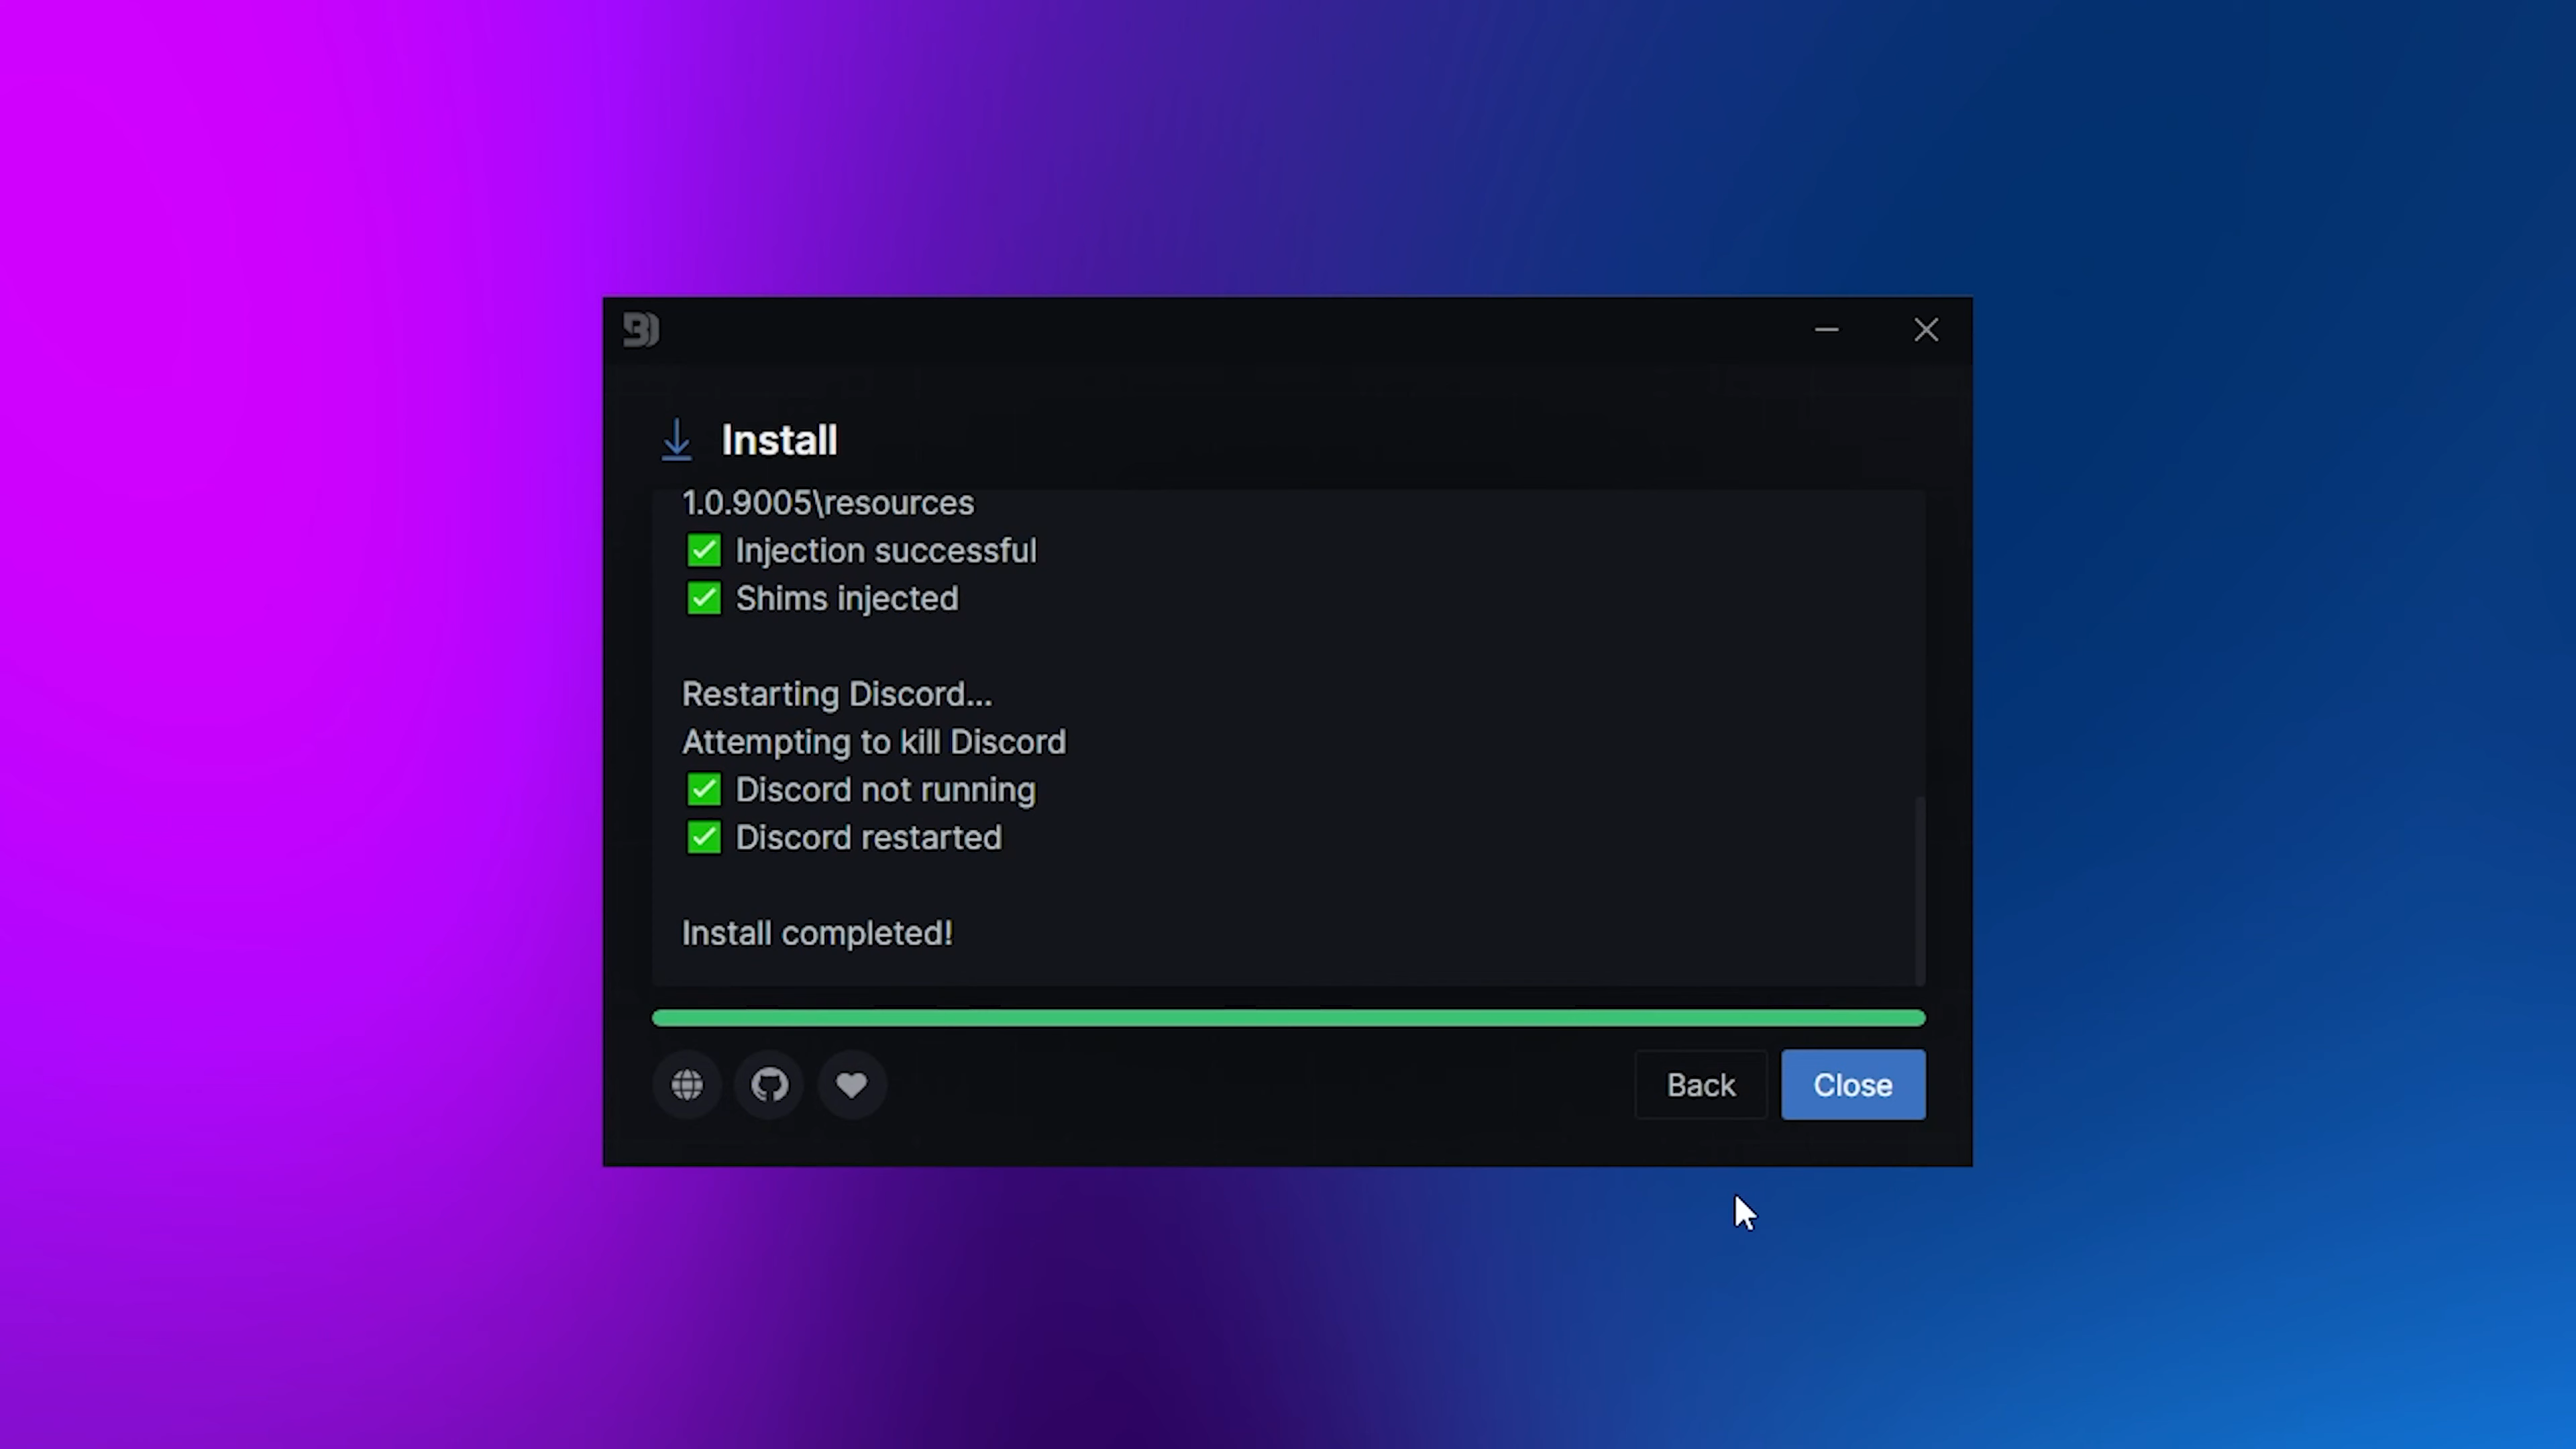 Install
1.0.9005\resources
✅ Injection successful
✅ Shims injected
Restarting Discord...
Attempting to kill Discord
✅ Discord not running
✅ Discord restarted
Install completed!
Back
Close